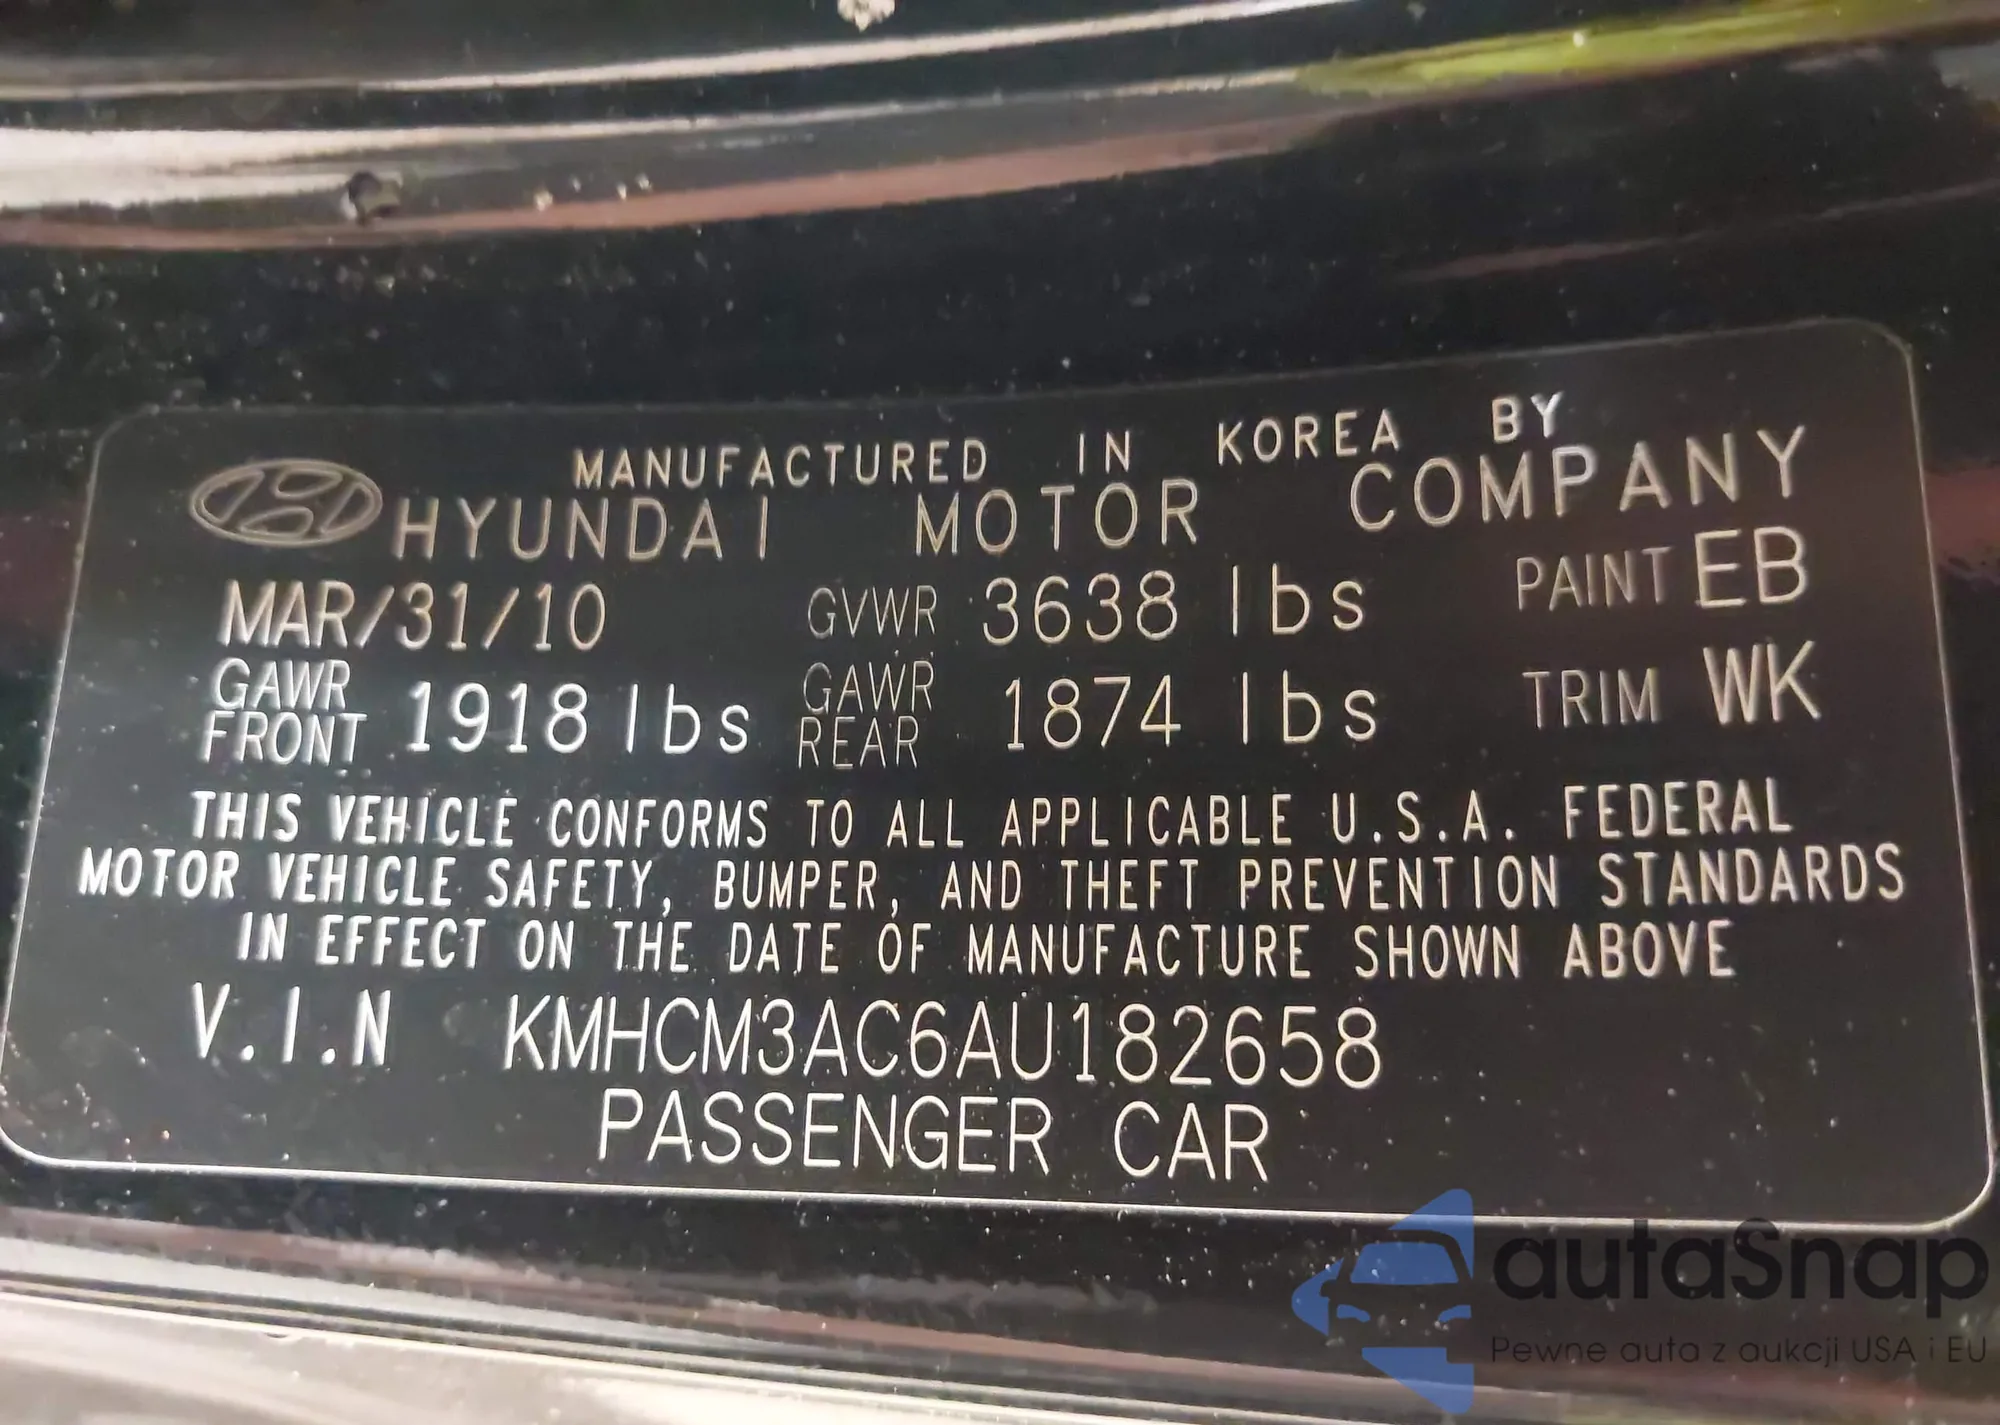 MANUFACTURED IN KOREA BY
HYUNDAI MOTOR COMPANY
MAR/31/10 GVWR 3638 lbs PAINT EB
GAWR FRONT 1918 lbs GAWR REAR 1874 lbs TRIM WK
THIS VEHICLE CONFORMS TO ALL APPLICABLE U.S.A. FEDERAL
MOTOR VEHICLE SAFETY, BUMPER, AND THEFT PREVENTION STANDARDS
IN EFFECT ON THE DATE OF MANUFACTURE SHOWN ABOVE
V.I.N KMHCM3AC6AU182658
PASSENGER CAR
autaSnap
Pewne auta z aukcji USA i EU